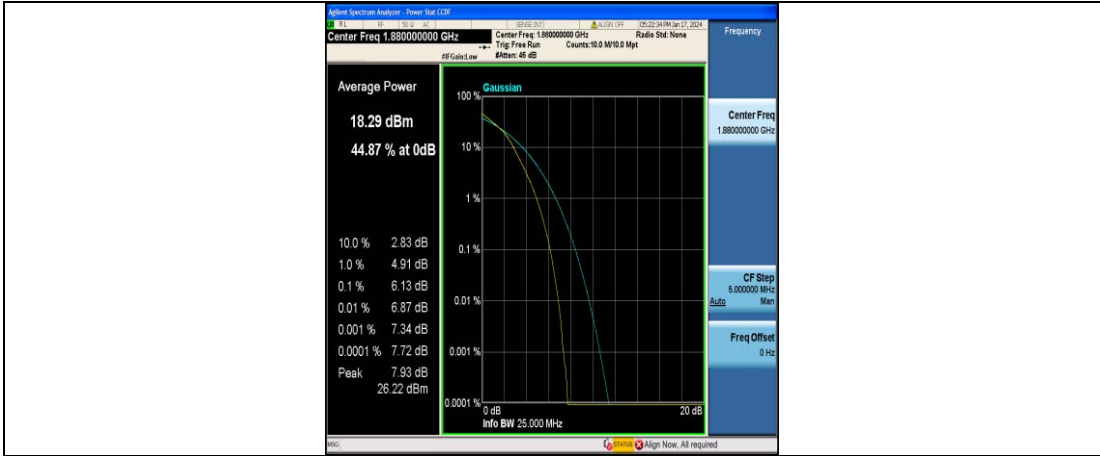 Agilent Spectrum Analyzer - Power Stat CCDF
RL RF 50 Ω AC SENSE:INT ALIGN OFF 05:22:34 PM Jan 17, 2024
Center Freq 1.880000000 GHz
Center Freq: 1.880000000 GHz Radio Std: None
Trig: Free Run Counts:10.0 M/10.0 Mpt
#IFGain:Low #Atten: 46 dB
Frequency
Average Power
18.29 dBm
44.87 % at 0dB
10.0 % 2.83 dB
1.0 % 4.91 dB
0.1 % 6.13 dB
0.01 % 6.87 dB
0.001 % 7.34 dB
0.0001 % 7.72 dB
Peak 7.93 dB
26.22 dBm
Gaussian
100 %
10 %
1 %
0.1 %
0.01 %
0.001 %
0.0001 %
0 dB 20 dB
Info BW 25.000 MHz
Center Freq
1.880000000 GHz
CF Step
5.000000 MHz
Auto Man
Freq Offset
0 Hz
MSG STATUS Align Now, All required